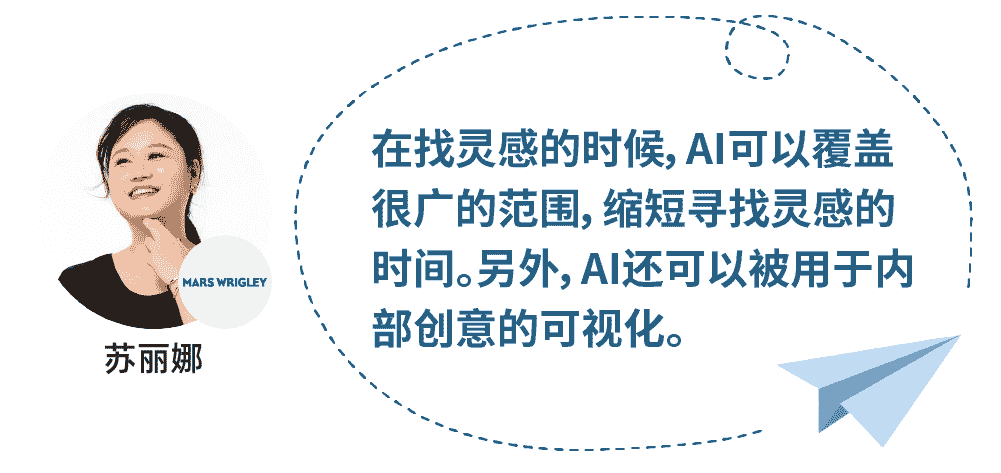 在找灵感的时候，AI可以覆盖
很广的范围，缩短寻找灵感的
时间。另外，AI还可以被用于内
部创意的可视化。
MARS WRIGLEY
苏丽娜